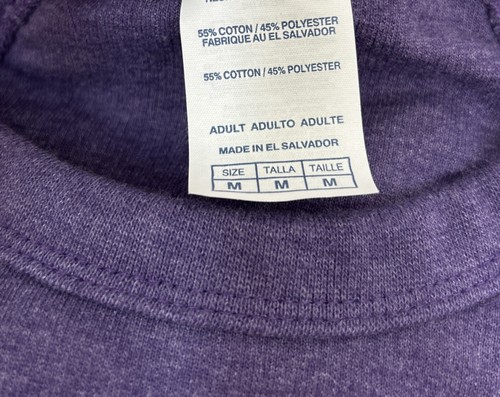 55% COTON / 45% POLYESTER
FABRIQUE AU EL SALVADOR
55% COTTON / 45% POLYESTER
ADULT ADULTO ADULTE
MADE IN EL SALVADOR
SIZE TALLA TAILLE
M M M